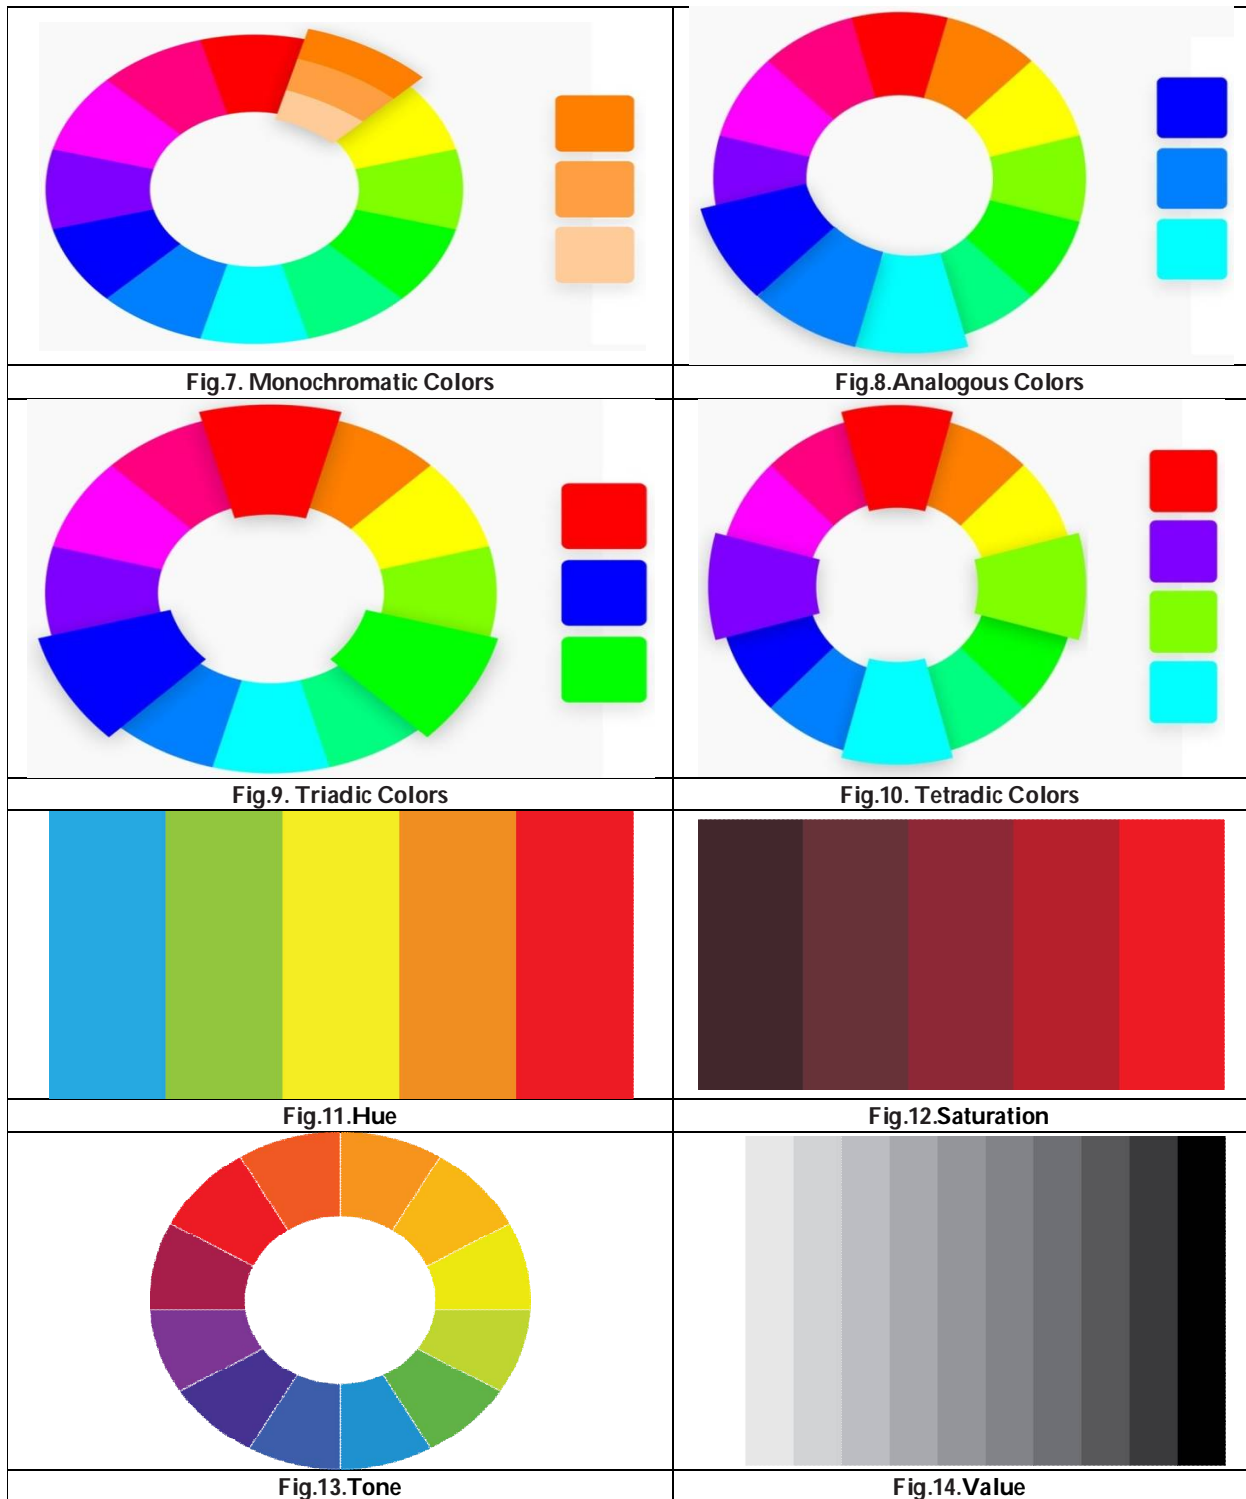 Fig.7. Monochromatic Colors
Fig.8.Analogous Colors
Fig.9. Triadic Colors
Fig.10. Tetradic Colors
Fig.11.Hue
Fig.12.Saturation
Fig.13.Tone
Fig.14.Value